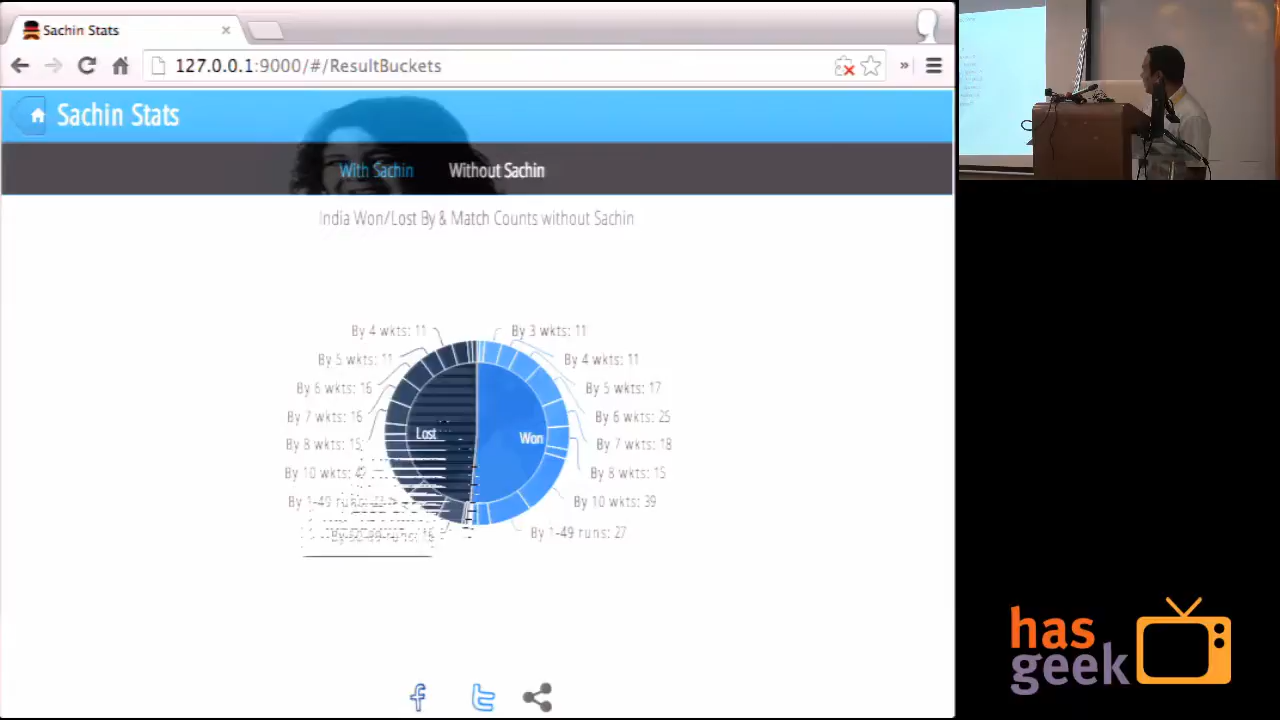 Sachin Stats
127.0.0.1:9000/#/ResultBuckets
Sachin Stats
With Sachin
Without Sachin
India Won/Lost By & Match Counts without Sachin
By 4 wkts: 11
By 3 wkts: 11
By 5 wkts: 11
By 4 wkts: 11
By 6 wkts: 16
By 5 wkts: 17
By 7 wkts: 16
By 6 wkts: 25
By 8 wkts: 15
By 7 wkts: 18
Lost
Won
By 10 wkts:
By 8 wkts: 15
By 1-49 runs:
By 10 wkts: 39
By 1-49 runs: 27
has
geek